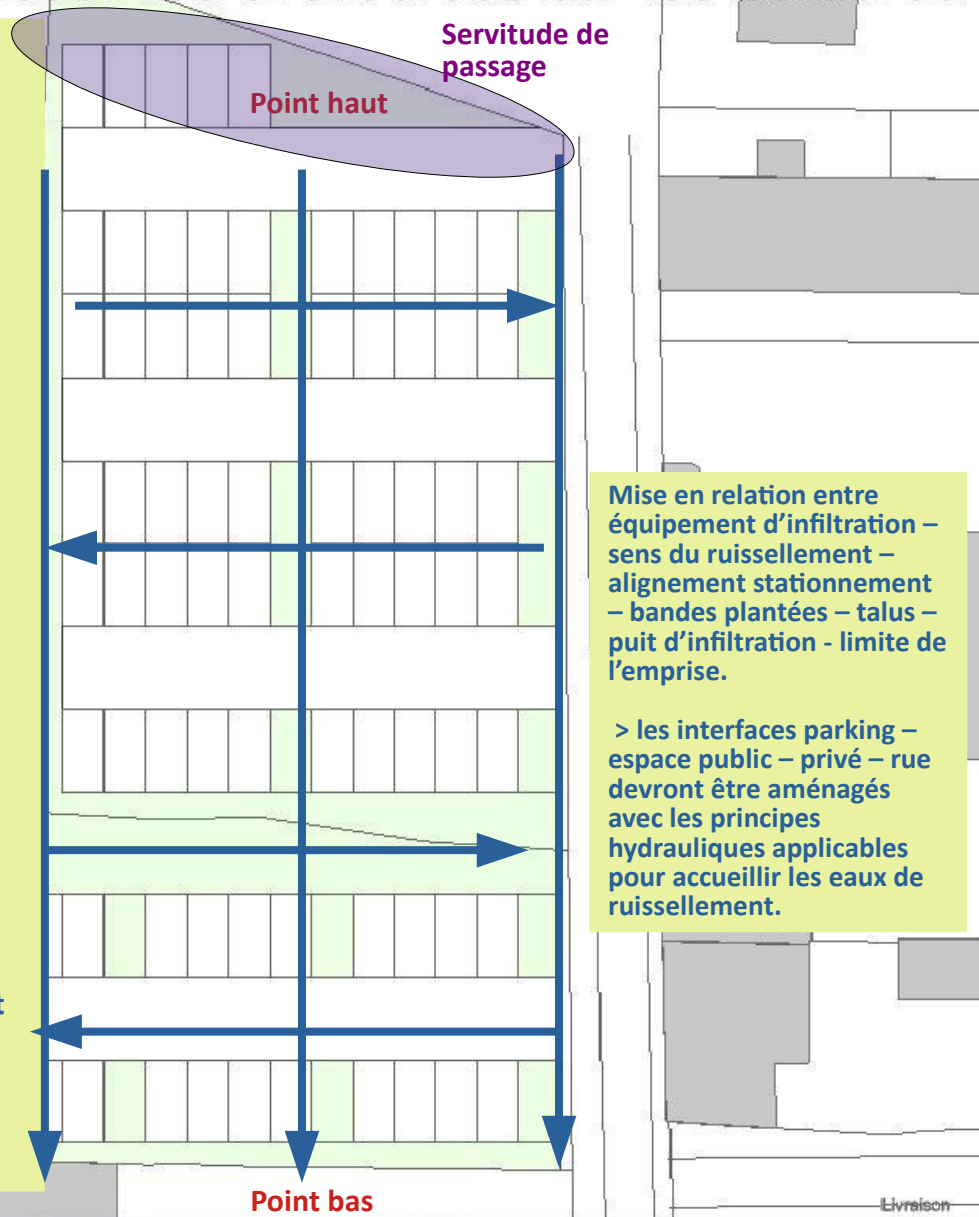 Servitude de
passage
Point haut
Mise en relation entre
équipement d’infiltration –
sens du ruissellement –
alignement stationnement
– bandes plantées – talus –
puit d’infiltration - limite de
l’emprise.
> les interfaces parking –
espace public – privé – rue
devront être aménagés
avec les principes
hydrauliques applicables
pour accueillir les eaux de
ruissellement.
t
Point bas
Livraison